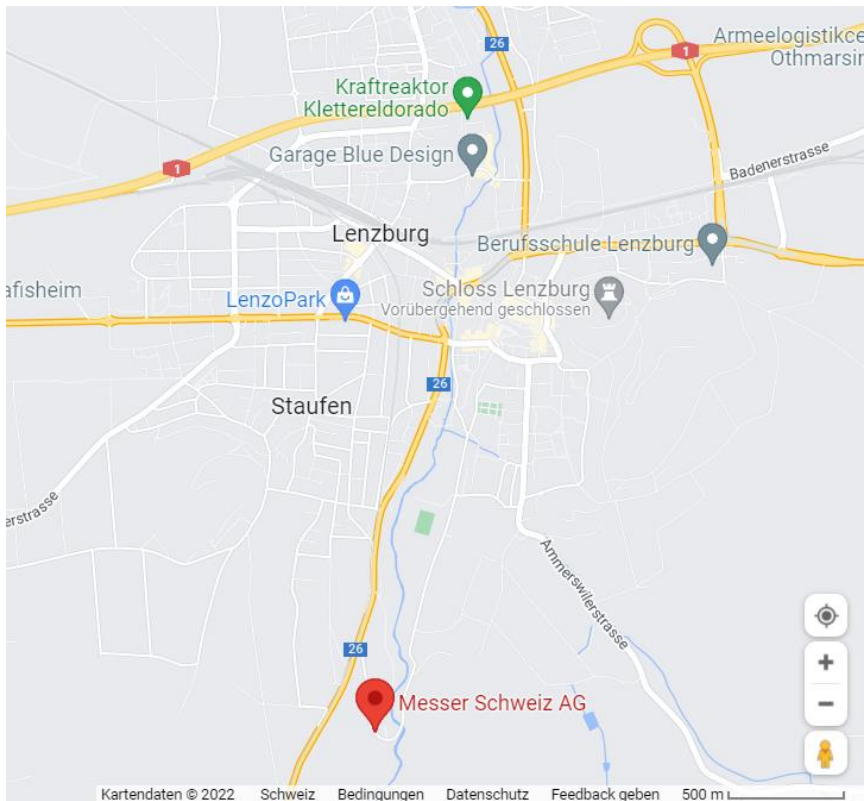 26
Armeelogistikce
Othmarsin
1
Kraftreaktor
Klettereldorado
Garage Blue Design
1
Badenerstrasse
Lenzburg
Berufsschule Lenzburg
afisheim
LenzoPark
Schloss Lenzburg
Vorübergehend geschlossen
26
Staufen
erstrasse
Ammerswilerstrasse
26
Messer Schweiz AG
Kartendaten © 2022 Schweiz Bedingungen Datenschutz Feedback geben 500 m